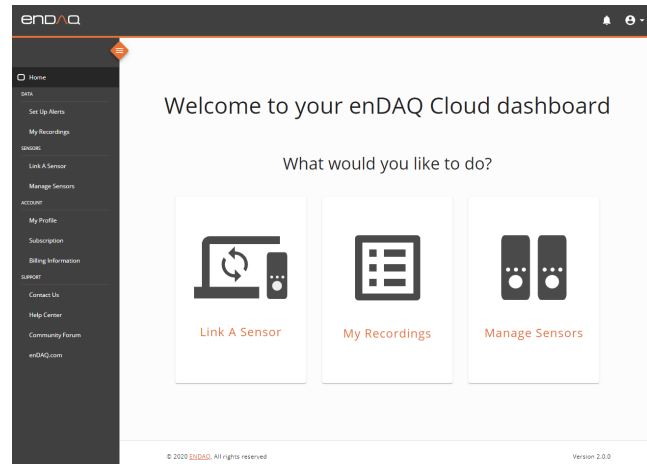 enDAQ
Home
DATA
Set Up Alerts
My Recordings
SENSORS
Link A Sensor
Manage Sensors
ACCOUNT
My Profile
Subscription
Billing Information
SUPPORT
Contact Us
Help Center
Community Forum
enDAQ.com
Welcome to your enDAQ Cloud dashboard
What would you like to do?
Link A Sensor
My Recordings
Manage Sensors
© 2020 ENDAQ. All rights reserved
Version 2.0.0